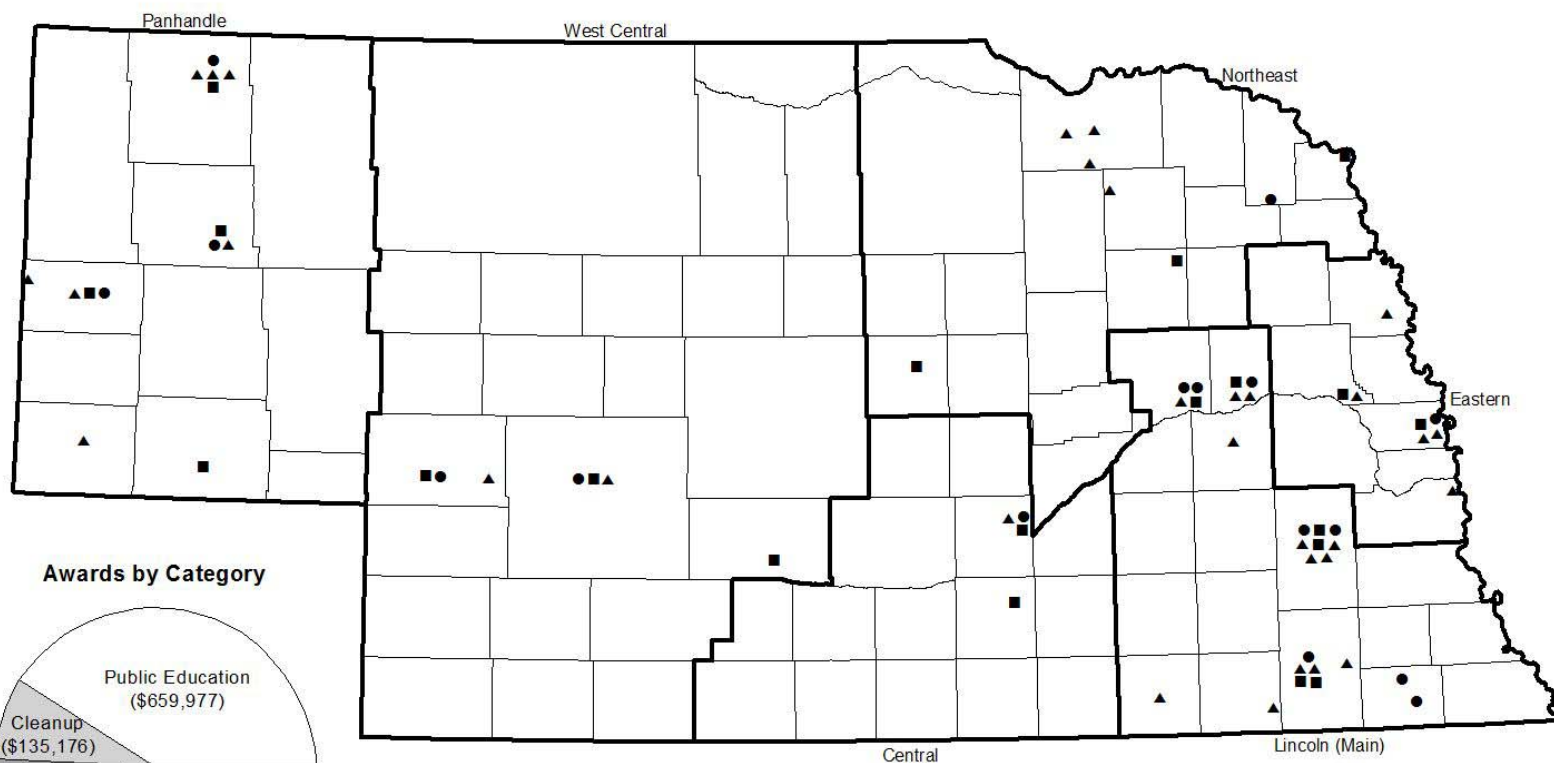 Panhandle
West Central
Northeast
Eastern
Awards by Category
Public Education
($659,977)
Cleanup
($135,176)
Central
Lincoln (Main)